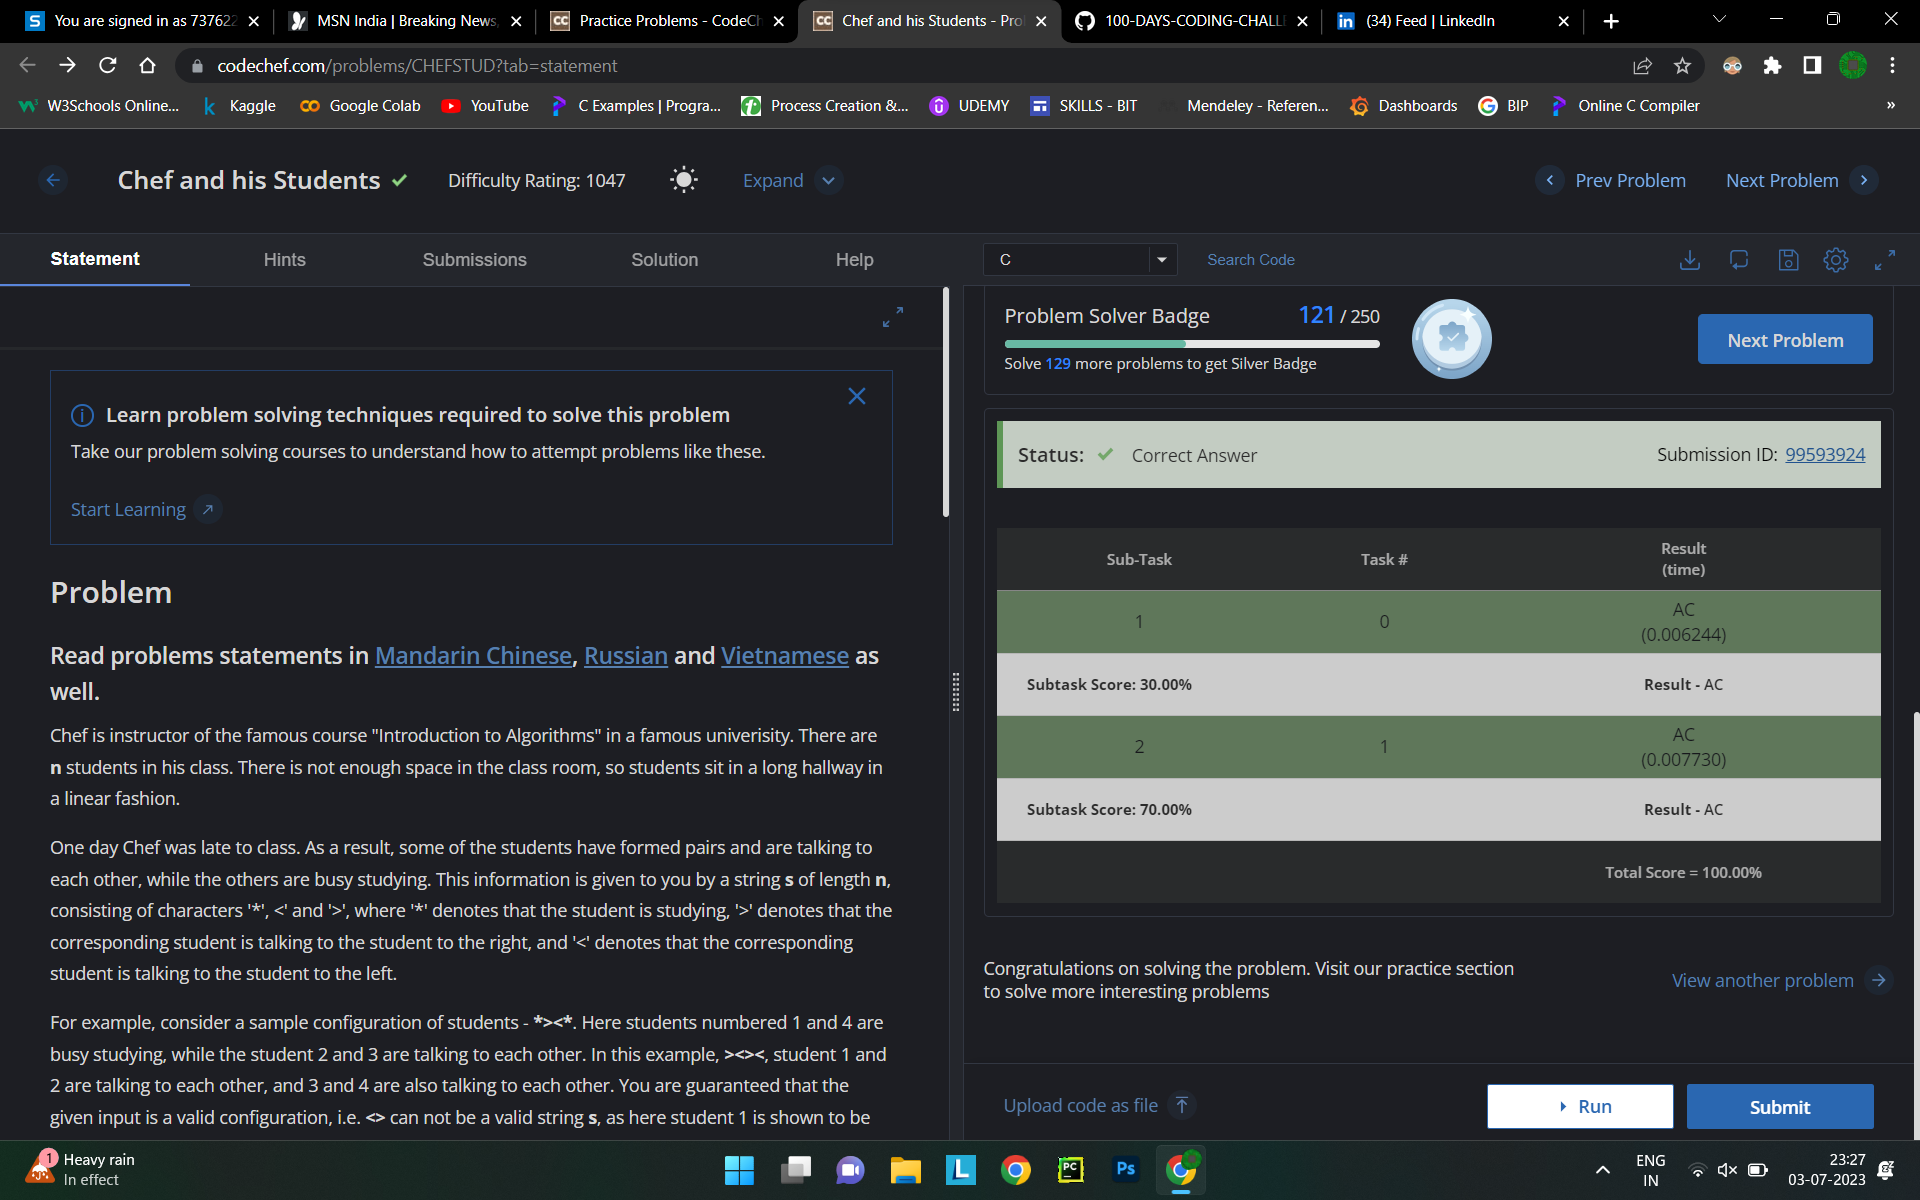 You are signed in as 73762
MSN India | Breaking News,
Practice Problems - CodeCh
Chef and his Students - Pro
100-DAYS-CODING-CHALL
(34) Feed | LinkedIn
codechef.com/problems/CHEFSTUD?tab=statement
W3Schools Online...
Kaggle
Google Colab
YouTube
C Examples | Progra...
Process Creation &...
UDEMY
SKILLS - BIT
Mendeley - Referen...
Dashboards
BIP
Online C Compiler
»
Chef and his Students
Difficulty Rating: 1047
Expand
Prev Problem
Next Problem
Statement
Hints
Submissions
Solution
Help
C
Search Code
Learn problem solving techniques required to solve this problem
Take our problem solving courses to understand how to attempt problems like these.
Start Learning
Problem
Read problems statements in Mandarin Chinese, Russian and Vietnamese as
well.
Chef is instructor of the famous course "Introduction to Algorithms" in a famous univerisity. There are
n students in his class. There is not enough space in the class room, so students sit in a long hallway in
a linear fashion.
One day Chef was late to class. As a result, some of the students have formed pairs and are talking to
each other, while the others are busy studying. This information is given to you by a string s of length n,
consisting of characters '*', <' and '>', where '*' denotes that the student is studying, '>' denotes that the
corresponding student is talking to the student to the right, and '<' denotes that the corresponding
student is talking to the student to the left.
For example, consider a sample configuration of students - *><*. Here students numbered 1 and 4 are
busy studying, while the student 2 and 3 are talking to each other. In this example, ><><, student 1 and
2 are talking to each other, and 3 and 4 are also talking to each other. You are guaranteed that the
given input is a valid configuration, i.e. <> can not be a valid string s, as here student 1 is shown to be
Problem Solver Badge
121 / 250
Solve 129 more problems to get Silver Badge
Next Problem
Status:
Correct Answer
Submission ID: 99593924
Sub-Task
Task #
Result
(time)
1
0
AC
(0.006244)
Subtask Score: 30.00%
Result - AC
2
1
AC
(0.007730)
Subtask Score: 70.00%
Result - AC
Total Score = 100.00%
Congratulations on solving the problem. Visit our practice section
to solve more interesting problems
View another problem
Upload code as file
Run
Submit
1
Heavy rain
In effect
ENG
IN
23:27
03-07-2023